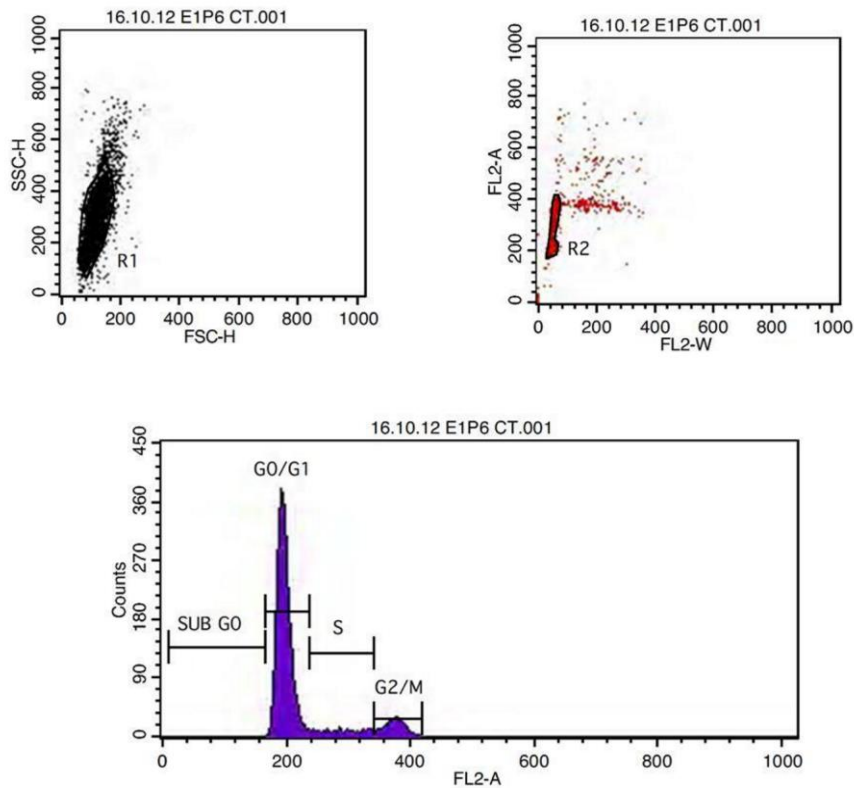 16.10.12 E1P6 CT.001
1000
800
600
400
200
0
SSC-H
R1
0 200 400 600 800 1000
FSC-H
16.10.12 E1P6 CT.001
1000
800
600
400
200
0
FL2-A
R2
0 200 400 600 800 1000
FL2-W
16.10.12 E1P6 CT.001
450
360
270
180
90
0
Counts
G0/G1
SUB G0
S
G2/M
0 200 400 600 800 1000
FL2-A